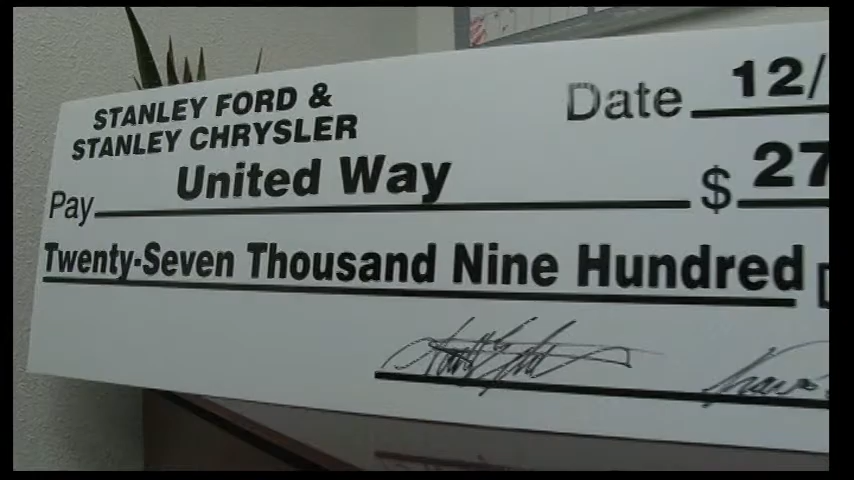 STANLEY FORD &
STANLEY CHRYSLER
Date 12/
Pay United Way $ 27
Twenty-Seven Thousand Nine Hundred